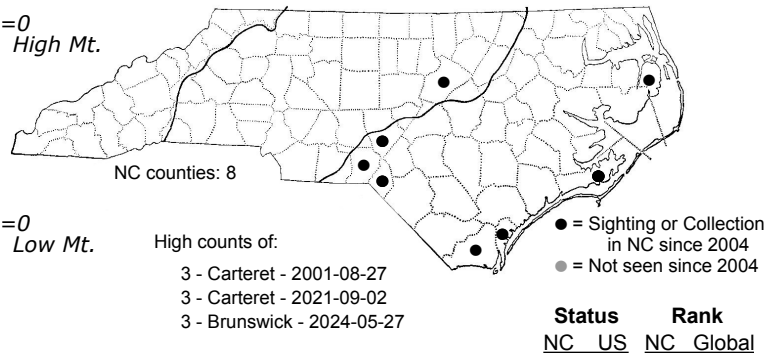 =0
High Mt.
NC counties: 8
=0
Low Mt.
High counts of:
3 - Carteret - 2001-08-27
3 - Carteret - 2021-09-02
3 - Brunswick - 2024-05-27
= Sighting or Collection
in NC since 2004
= Not seen since 2004
Status Rank
NC US NC Global